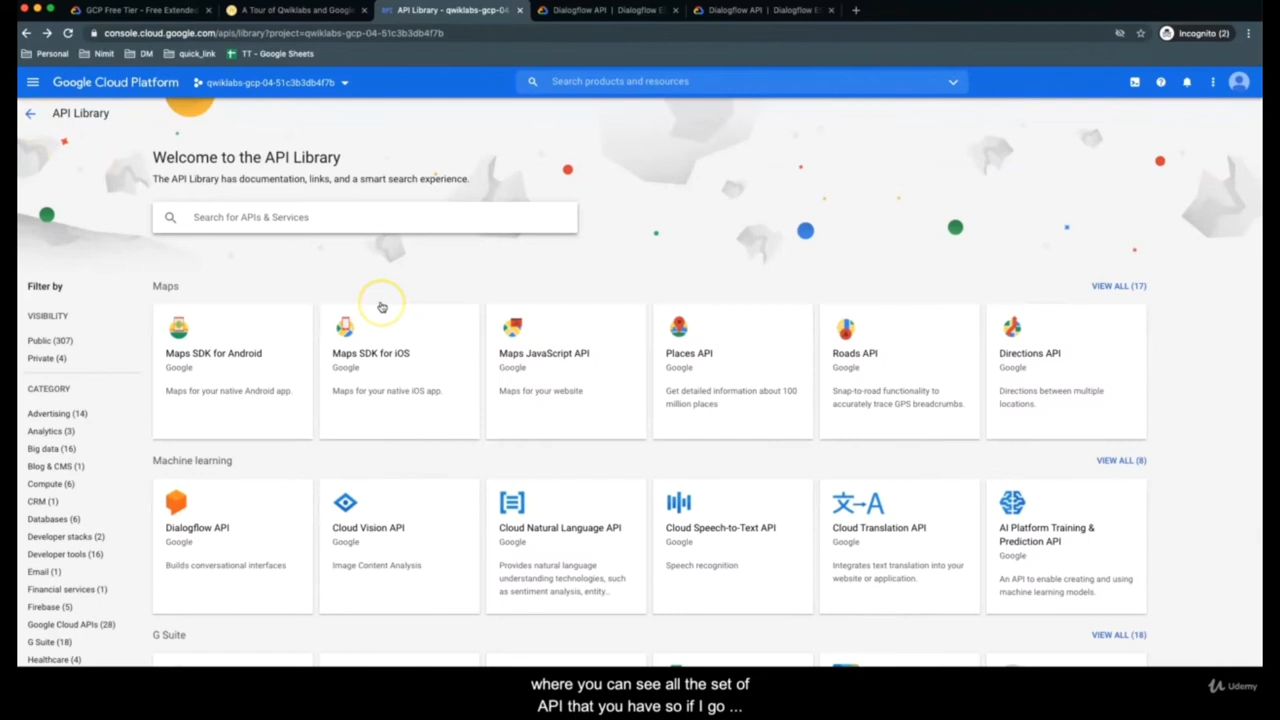 GCP Free Tier - Free Extended
A Tour of Qwiklabs and Google
API Library - qwiklabs-gcp-04
Dialogflow API | Dialogflow E
Dialogflow API | Dialogflow E
console.cloud.google.com/apis/library?project=qwiklabs-gcp-04-51c3b3db4f7b
Incognito (2)
Personal
Nimit
DM
quick_link
TT - Google Sheets
Google Cloud Platform
qwiklabs-gcp-04-51c3b3db4f7b
Search products and resources
API Library
Welcome to the API Library
The API Library has documentation, links, and a smart search experience.
Search for APIs & Services
Filter by
VISIBILITY
Public (307)
Private (4)
CATEGORY
Advertising (14)
Analytics (3)
Big data (16)
Blog & CMS (1)
Compute (6)
CRM (1)
Databases (6)
Developer stacks (2)
Developer tools (16)
Email (1)
Financial services (1)
Firebase (5)
Google Cloud APIs (28)
G Suite (18)
Healthcare (4)
Maps
VIEW ALL (17)
Maps SDK for Android
Google
Maps for your native Android app.
Maps SDK for iOS
Google
Maps for your native iOS app.
Maps JavaScript API
Google
Maps for your website
Places API
Google
Get detailed information about 100
million places
Roads API
Google
Snap-to-road functionality to
accurately trace GPS breadcrumbs.
Directions API
Google
Directions between multiple
locations.
Machine learning
VIEW ALL (8)
Dialogflow API
Google
Builds conversational interfaces
Cloud Vision API
Google
Image Content Analysis
Cloud Natural Language API
Google
Provides natural language
understanding technologies, such
as sentiment analysis, entity...
Cloud Speech-to-Text API
Google
Speech recognition
文→A
Cloud Translation API
Google
Integrates text translation into your
website or application.
AI Platform Training &
Prediction API
Google
An API to enable creating and using
machine learning models.
G Suite
VIEW ALL (18)
where you can see all the set of
API that you have so if I go ...
Udemy